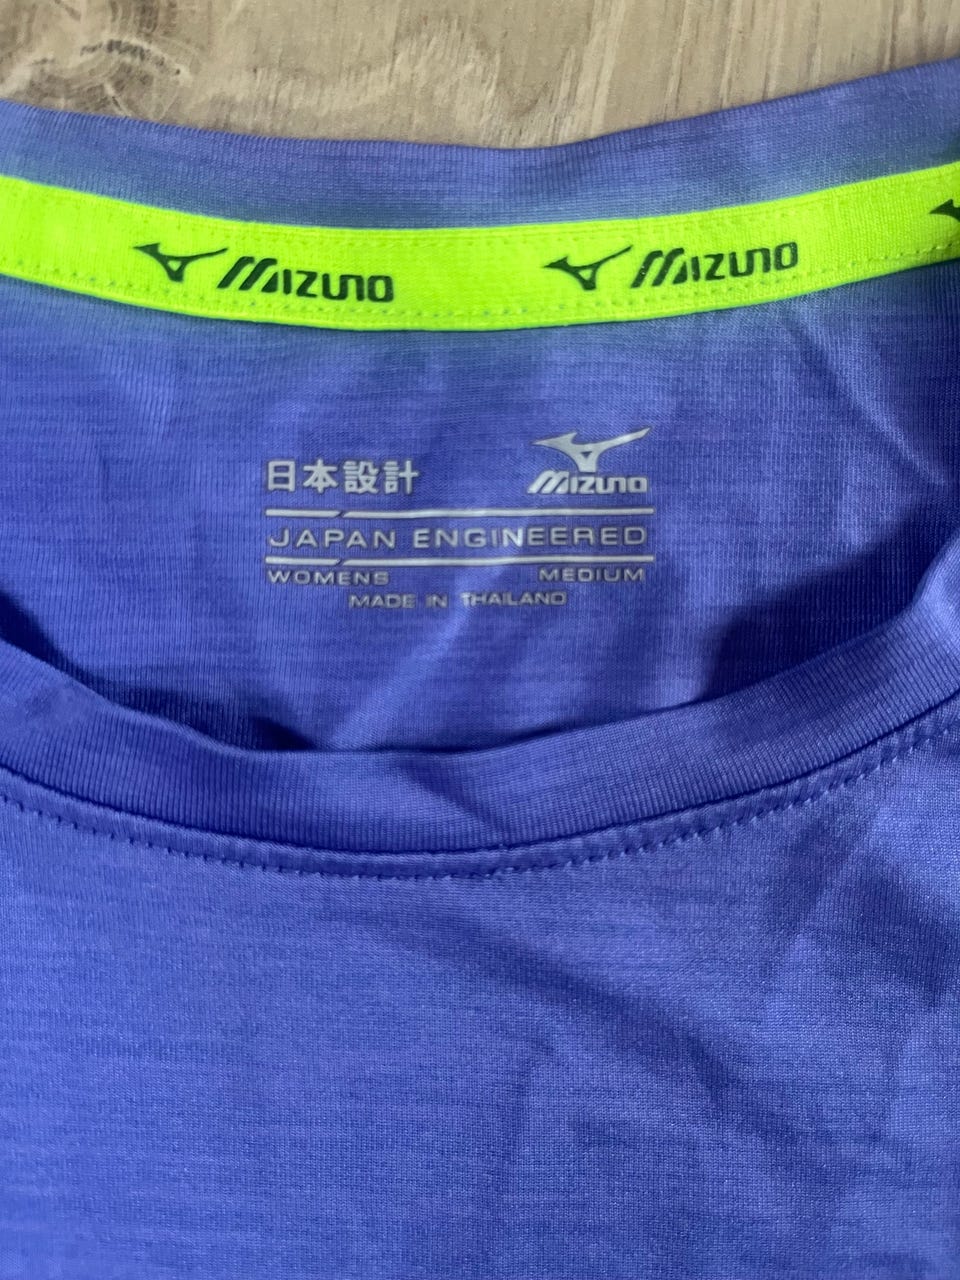 MIZUNO MIZUNO
日本設計 MIZUNO
JAPAN ENGINEERED
WOMENS MEDIUM
MADE IN THAILAND